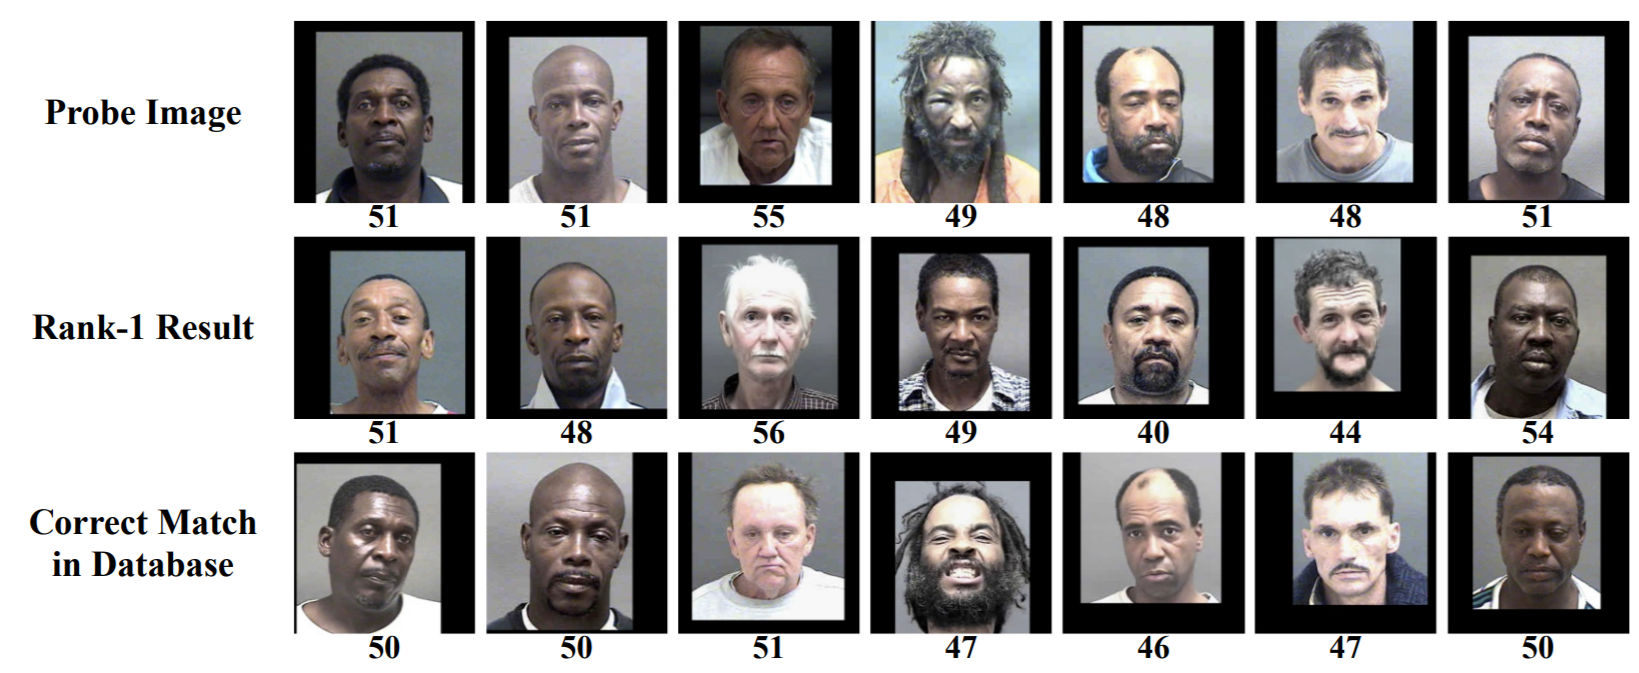 Probe Image
51 51 55 49 48 48 51
Rank-1 Result
51 48 56 49 40 44 54
Correct Match
in Database
50 50 51 47 46 47 50